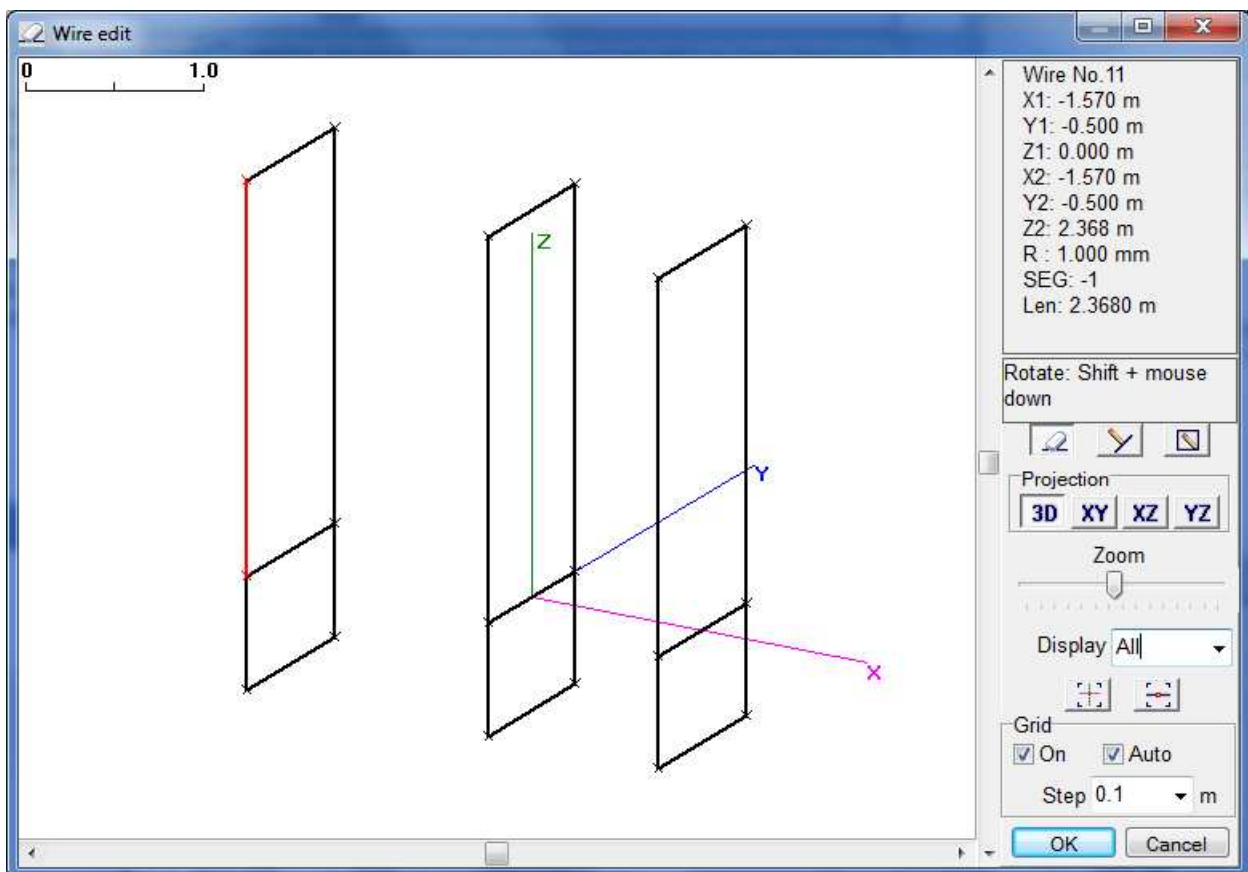 Wire edit
0 1.0
Z
Y
X
Wire No.11
X1: -1.570 m
Y1: -0.500 m
Z1: 0.000 m
X2: -1.570 m
Y2: -0.500 m
Z2: 2.368 m
R : 1.000 mm
SEG: -1
Len: 2.3680 m
Rotate: Shift + mouse
down
Projection
3D XY XZ YZ
Zoom
Display All
Grid
On Auto
Step 0.1 m
OK Cancel